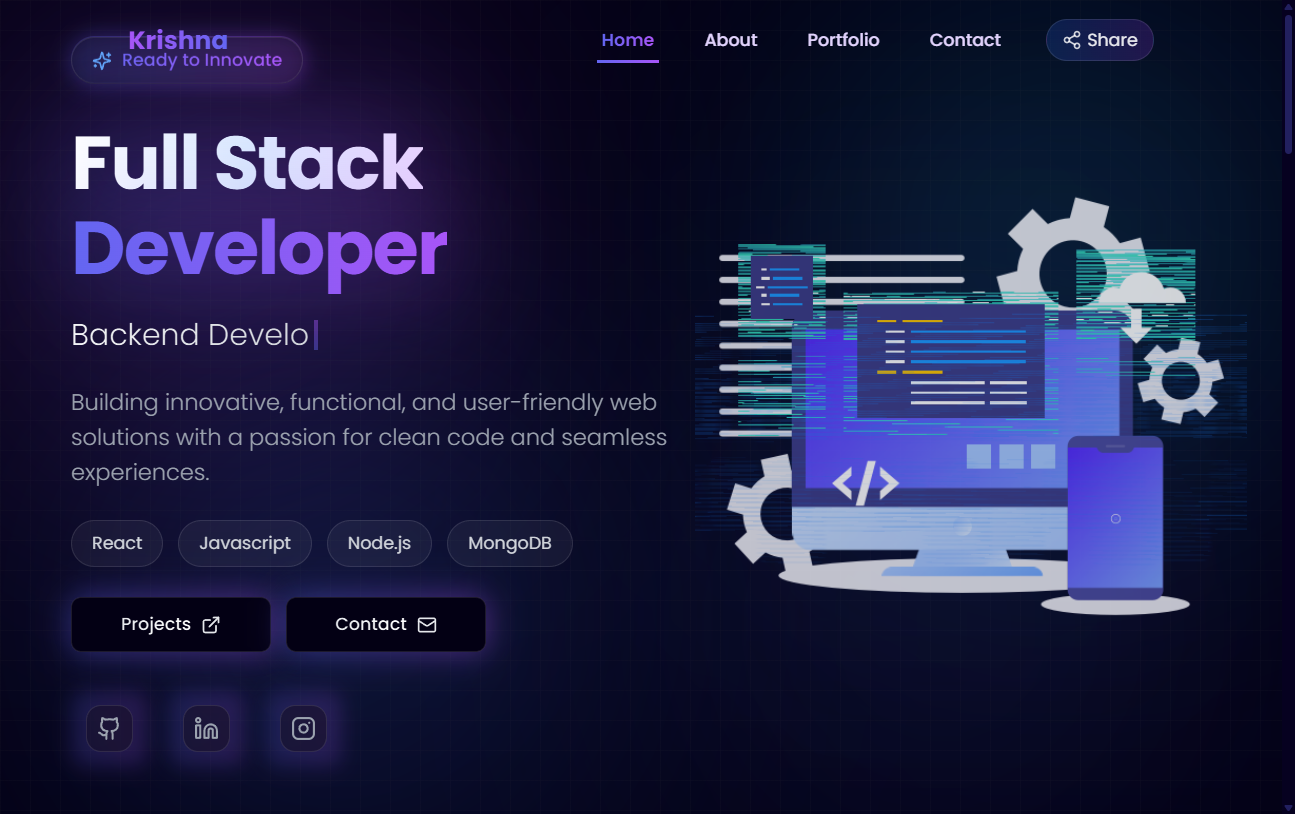 Krishna
Home About Portfolio Contact Share
Ready to Innovate
Full Stack
Developer
Backend Develo
Building innovative, functional, and user-friendly web
solutions with a passion for clean code and seamless
experiences.
React Javascript Node.js MongoDB
Projects Contact
</>